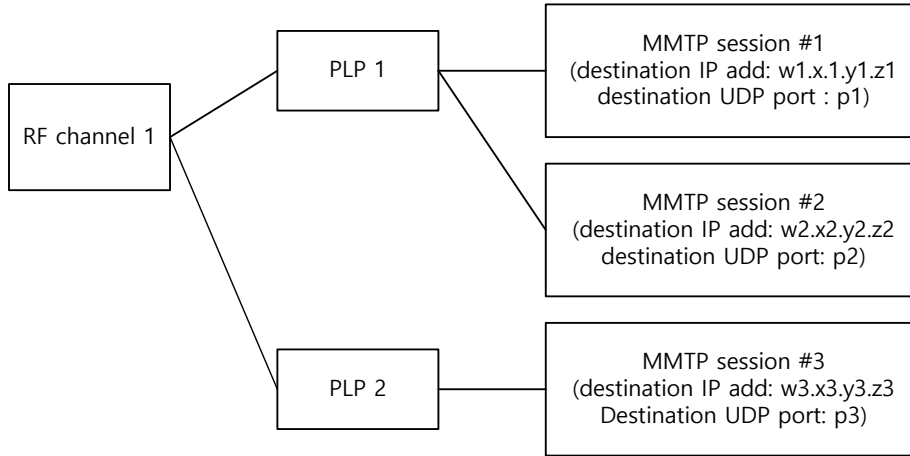 RF channel 1
PLP 1
MMTP session #1
(destination IP add: w1.x.1.y1.z1
destination UDP port : p1)
MMTP session #2
(destination IP add: w2.x2.y2.z2
destination UDP port: p2)
PLP 2
MMTP session #3
(destination IP add: w3.x3.y3.z3
Destination UDP port: p3)